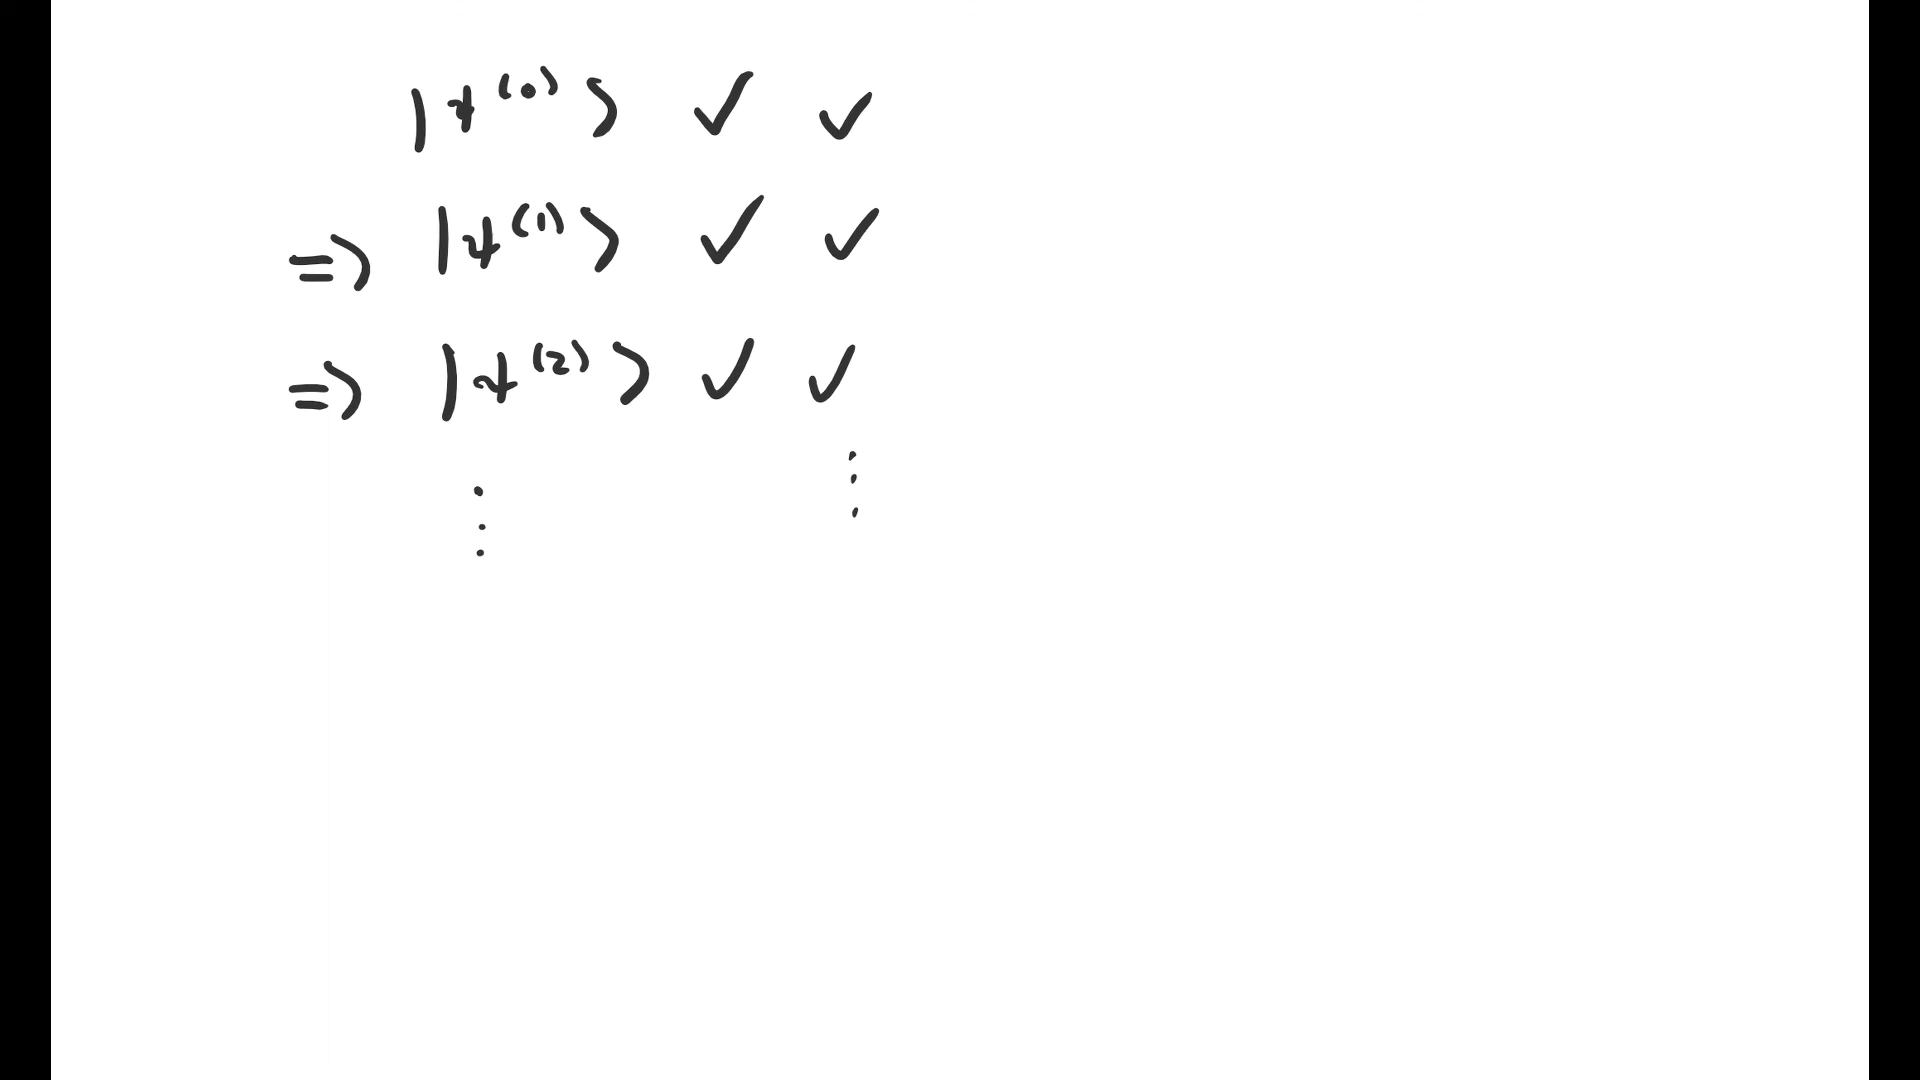 |ψ⁽⁰⁾⟩ ✓ ✓
=> |ψ⁽¹⁾⟩ ✓ ✓
=> |ψ⁽²⁾⟩ ✓ ✓
⋮ ⋮